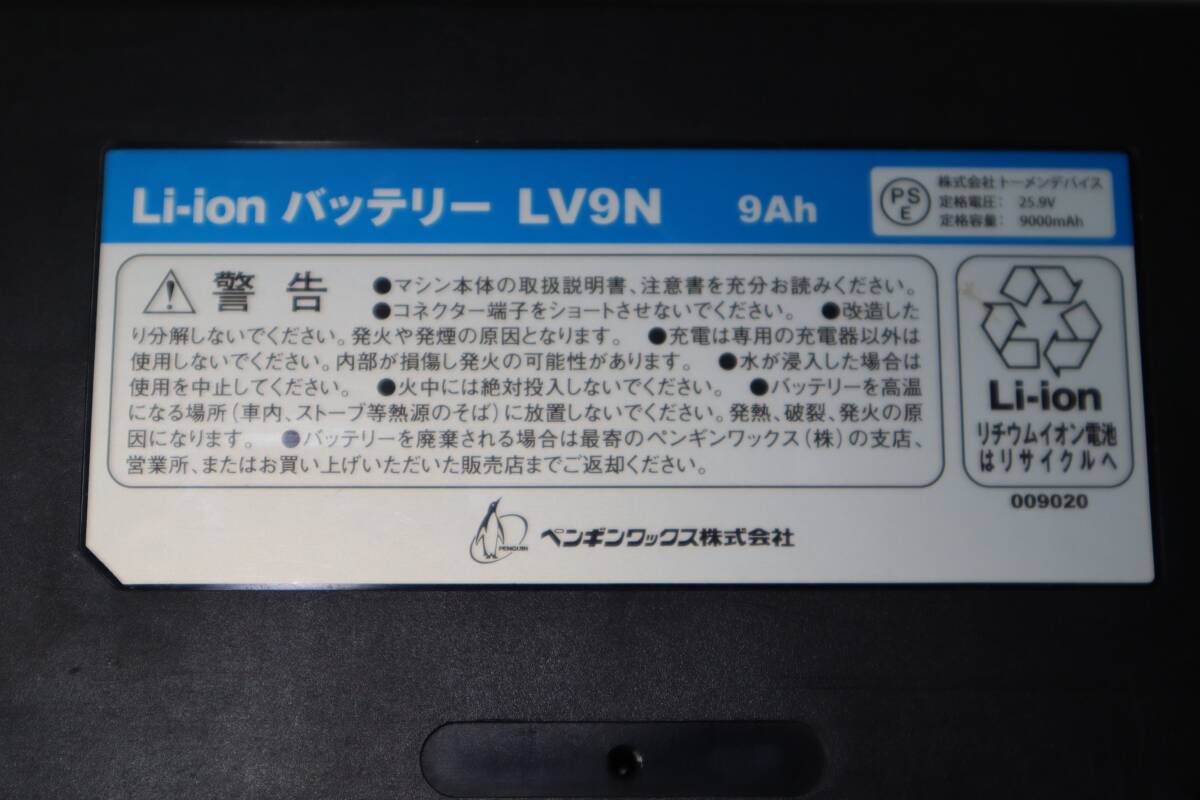 Li-ion バッテリー LV9N 9Ah
PSE
株式会社トーメンデバイス
定格電圧: 25.9V
定格容量: 9000mAh
警告
●マシン本体の取扱説明書、注意書を充分お読みください。
●コネクター端子をショートさせないでください。 ●改造した
り分解しないでください。発火や発煙の原因となります。 ●充電は専用の充電器以外は
使用しないでください。内部が損傷し発火の可能性があります。 ●水が浸入した場合は
使用を中止してください。 ●火中には絶対投入しないでください。 ●バッテリーを高温
になる場所(車内、ストーブ等熱源のそば)に放置しないでください。発熱、破裂、発火の原
因になります。 ●バッテリーを廃棄される場合は最寄のペンギンワックス(株)の支店、
営業所、またはお買い上げいただいた販売店までご返却ください。
Li-ion
リチウムイオン電池
はリサイクルへ
009020
PENGUIN
ペンギンワックス株式会社